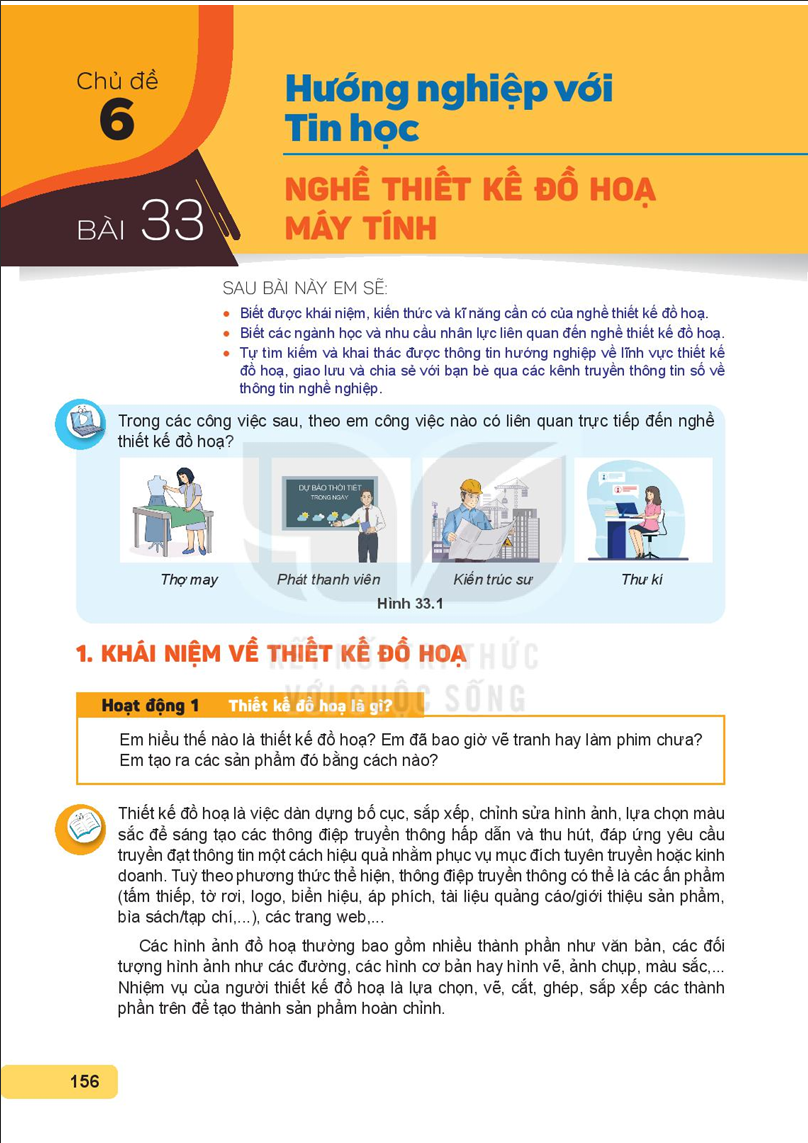 Chủ đề
6
Hướng nghiệp với
Tin học
BÀI 33
NGHỀ THIẾT KẾ ĐỒ HOẠ
MÁY TÍNH
SAU BÀI NÀY EM SẼ:
• Biết được khái niệm, kiến thức và kĩ năng cần có của nghề thiết kế đồ hoạ.
• Biết các ngành học và nhu cầu nhân lực liên quan đến nghề thiết kế đồ hoạ.
• Tự tìm kiếm và khai thác được thông tin hướng nghiệp về lĩnh vực thiết kế
đồ hoạ, giao lưu và chia sẻ với bạn bè qua các kênh truyền thông tin số về
thông tin nghề nghiệp.
Trong các công việc sau, theo em công việc nào có liên quan trực tiếp đến nghề
thiết kế đồ hoạ?
DỰ BÁO THỜI TIẾT
TRONG NGÀY
Thợ may Phát thanh viên Kiến trúc sư Thư kí
Hình 33.1
1. KHÁI NIỆM VỀ THIẾT KẾ ĐỒ HOẠ
KẾT NỐI TRI THỨC
VỚI CUỘC SỐNG
Hoạt động 1 Thiết kế đồ hoạ là gì?
Em hiểu thế nào là thiết kế đồ hoạ? Em đã bao giờ vẽ tranh hay làm phim chưa?
Em tạo ra các sản phẩm đó bằng cách nào?
Thiết kế đồ hoạ là việc dàn dựng bố cục, sắp xếp, chỉnh sửa hình ảnh, lựa chọn màu
sắc để sáng tạo các thông điệp truyền thông hấp dẫn và thu hút, đáp ứng yêu cầu
truyền đạt thông tin một cách hiệu quả nhằm phục vụ mục đích tuyên truyền hoặc kinh
doanh. Tuỳ theo phương thức thể hiện, thông điệp truyền thông có thể là các ấn phẩm
(tấm thiếp, tờ rơi, logo, biển hiệu, áp phích, tài liệu quảng cáo/giới thiệu sản phẩm,
bìa sách/tạp chí,...), các trang web,...
Các hình ảnh đồ hoạ thường bao gồm nhiều thành phần như văn bản, các đối
tượng hình ảnh như các đường, các hình cơ bản hay hình vẽ, ảnh chụp, màu sắc,...
Nhiệm vụ của người thiết kế đồ hoạ là lựa chọn, vẽ, cắt, ghép, sắp xếp các thành
phần trên để tạo thành sản phẩm hoàn chỉnh.
156